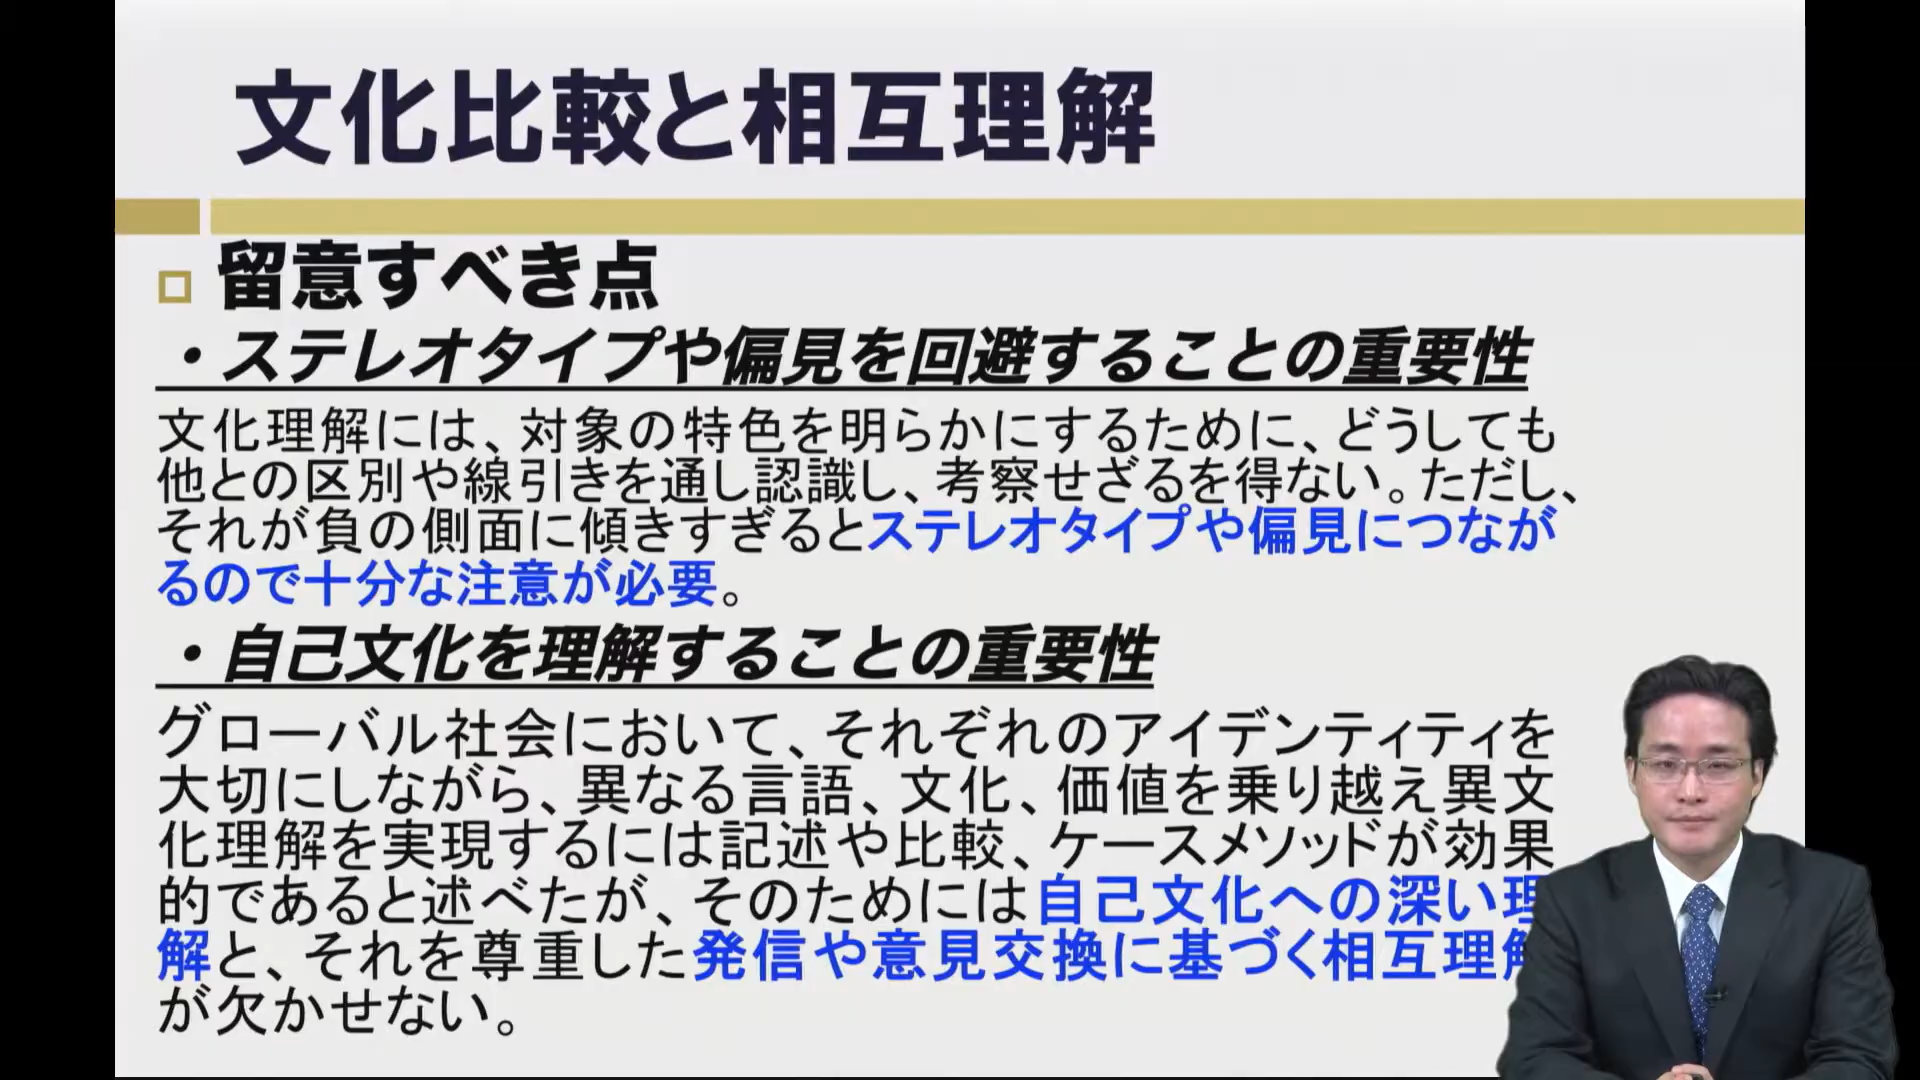 文化比較と相互理解
留意すべき点
・ステレオタイプや偏見を回避することの重要性
文化理解には、対象の特色を明らかにするために、どうしても
他との区別や線引きを通し認識し、考察せざるを得ない。ただし、
それが負の側面に傾きすぎるとステレオタイプや偏見につなが
るので十分な注意が必要。
・自己文化を理解することの重要性
グローバル社会において、それぞれのアイデンティティを
大切にしながら、異なる言語、文化、価値を乗り越え異文
化理解を実現するには記述や比較、ケースメソッドが効果
的であると述べたが、そのためには自己文化への深い理
解と、それを尊重した発信や意見交換に基づく相互理解
が欠かせない。